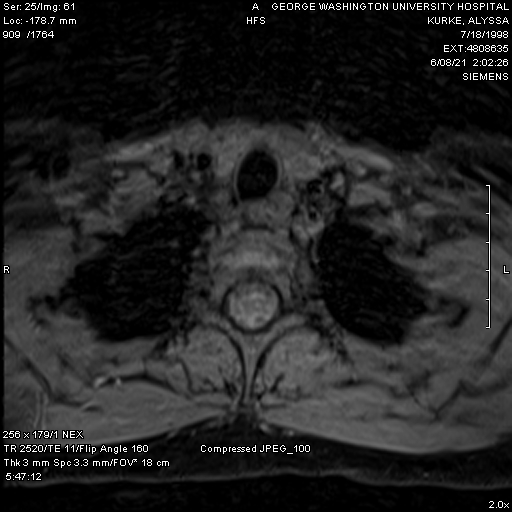 Ser: 25/Img: 61
Loc: -178.7 mm
909 /1764
A GEORGE WASHINGTON UNIVERSITY HOSPITAL
HFS KURKE, ALYSSA
7/18/1998
EXT:4808635
6/08/21 2:02:26
SIEMENS
R
L
256 x 179/1 NEX
TR 2520/TE 11/Flip Angle 160 Compressed JPEG_100
Thk 3 mm Spc 3.3 mm/FOV* 18 cm
5:47:12
2.0x